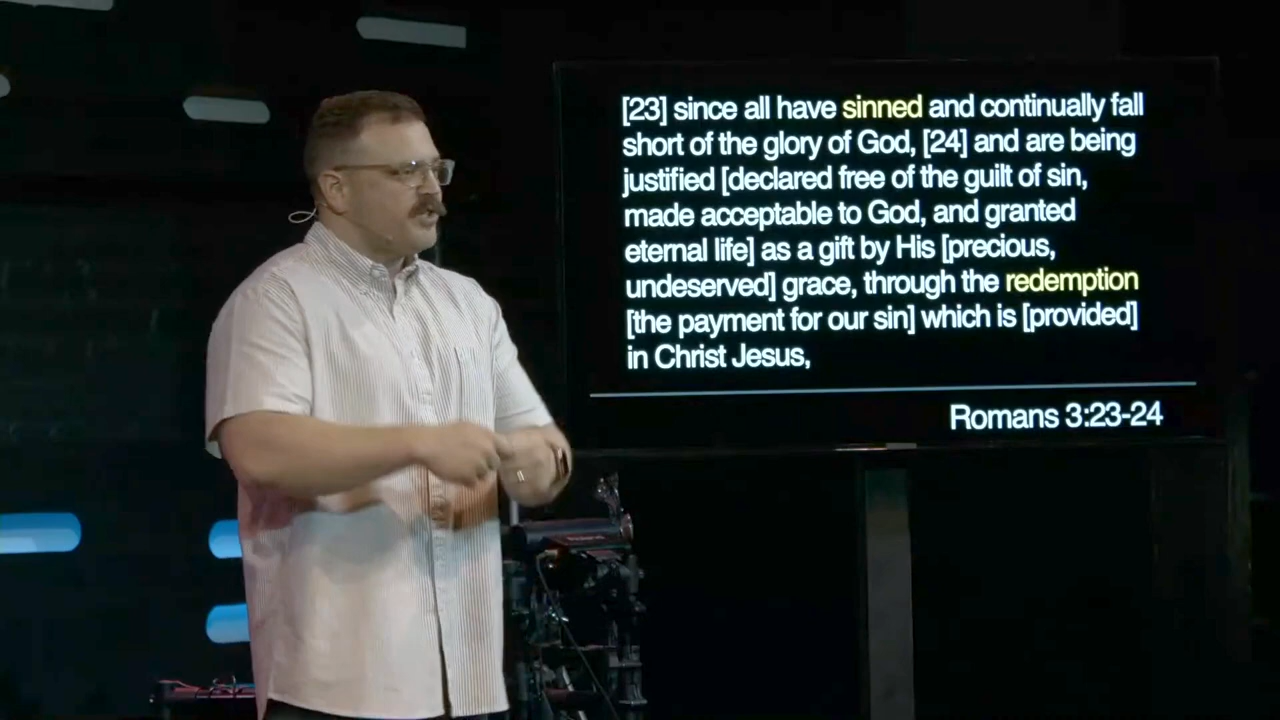 [23] since all have sinned and continually fall
short of the glory of God, [24] and are being
justified [declared free of the guilt of sin,
made acceptable to God, and granted
eternal life] as a gift by His [precious,
undeserved] grace, through the redemption
[the payment for our sin] which is [provided]
in Christ Jesus,
Romans 3:23-24